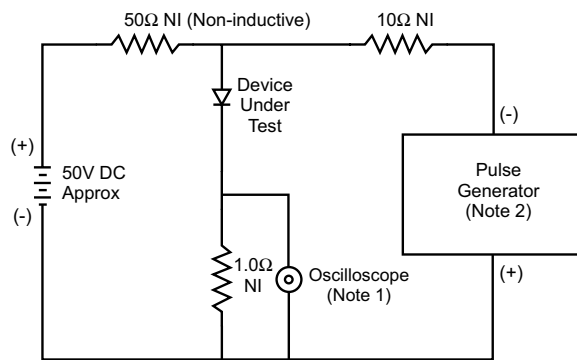 50Ω NI (Non-inductive)
10Ω NI
Device
Under
Test
(-)
(+)
50V DC
Approx
(-)
Pulse
Generator
(Note 2)
1.0Ω
NI
Oscilloscope
(Note 1)
(+)